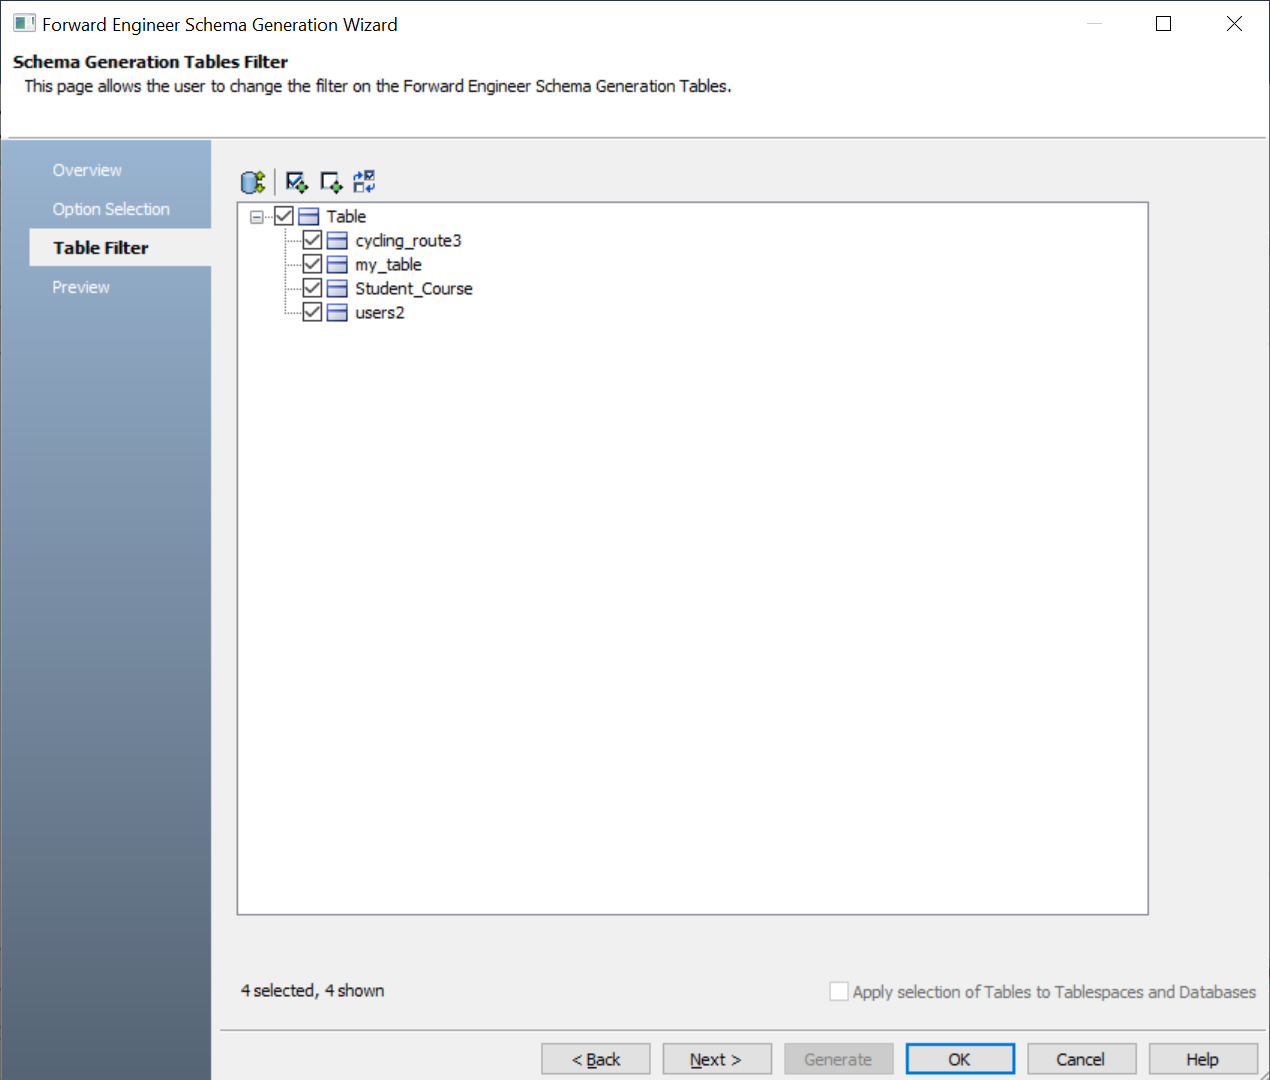 Forward Engineer Schema Generation Wizard
Schema Generation Tables Filter
This page allows the user to change the filter on the Forward Engineer Schema Generation Tables.
Overview
Option Selection
Table Filter
Preview
Table
cycling_route3
my_table
Student_Course
users2
4 selected, 4 shown
Apply selection of Tables to Tablespaces and Databases
< Back
Next >
Generate
OK
Cancel
Help